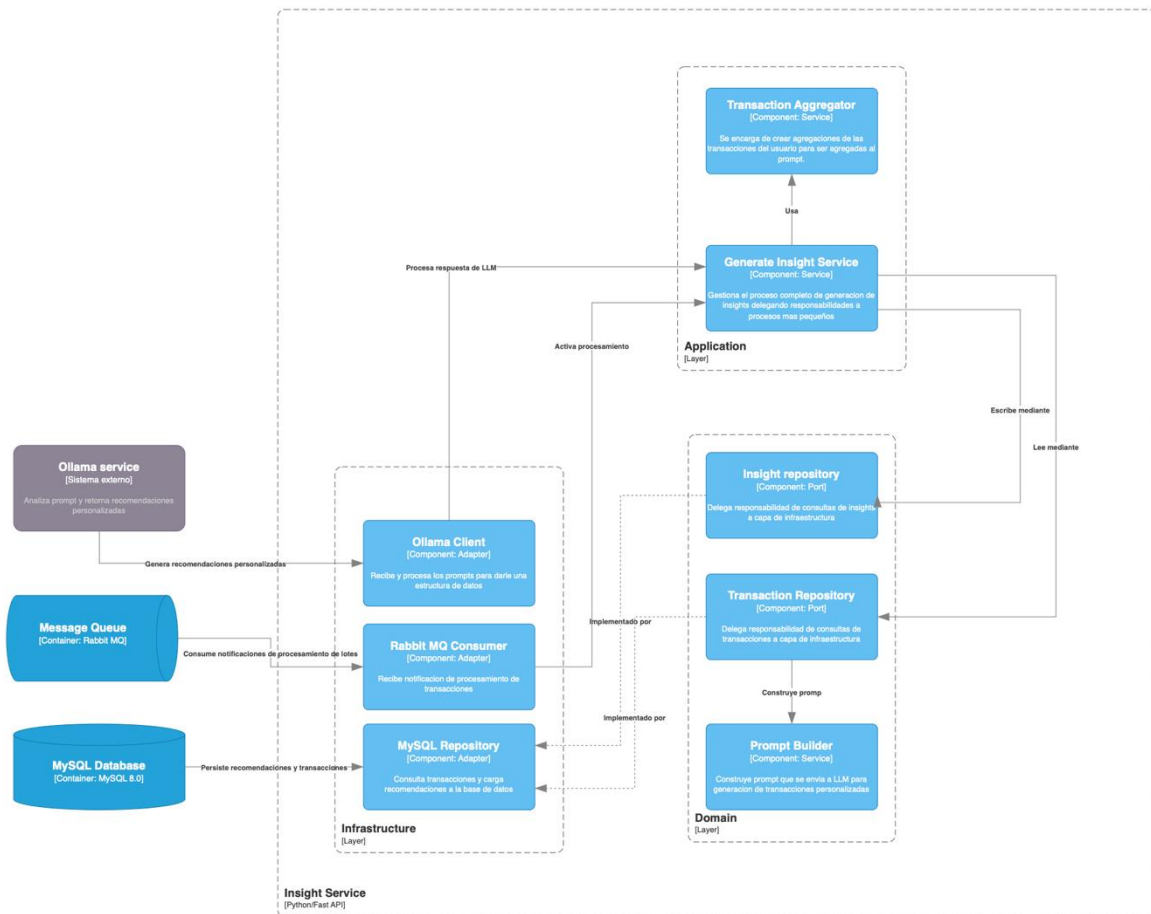 Transaction Aggregator
[Component: Service]
Se encarga de crear agregaciones de las
transacciones del usuario para ser agregadas al
prompt.
Usa
Procesa respuesta de LLM
Generate Insight Service
[Component: Service]
Gestiona el proceso completo de generacion de
insights delegando responsabilidades a
procesos mas pequeños
Activa procesamiento
Application
[Layer]
Escribe mediante
Lee mediante
Ollama service
[Sistema externo]
Analiza prompt y retorna recomendaciones
personalizadas
Insight repository
[Component: Port]
Delega responsabilidad de consultas de insights
a capa de infraestructura
Ollama Client
[Component: Adapter]
Recibe y procesa los prompts para darle una
estructura de datos
Genera recomendaciones personalizadas
Message Queue
[Container: Rabbit MQ]
Consume notificaciones de procesamiento de lotes
Rabbit MQ Consumer
[Component: Adapter]
Recibe notificacion de procesamiento de
transacciones
Implementado por
Transaction Repository
[Component: Port]
Delega responsabilidad de consultas de
transacciones a capa de infraestructura
Construye promp
Implementado por
MySQL Database
[Container: MySQL 8.0]
Persiste recomendaciones y transacciones
MySQL Repository
[Component: Adapter]
Consulta transacciones y carga
recomendaciones a la base de datos
Prompt Builder
[Component: Service]
Construye prompt que se envia a LLM para
generacion de transacciones personalizadas
Infrastructure
[Layer]
Domain
[Layer]
Insight Service
[Python/Fast API]